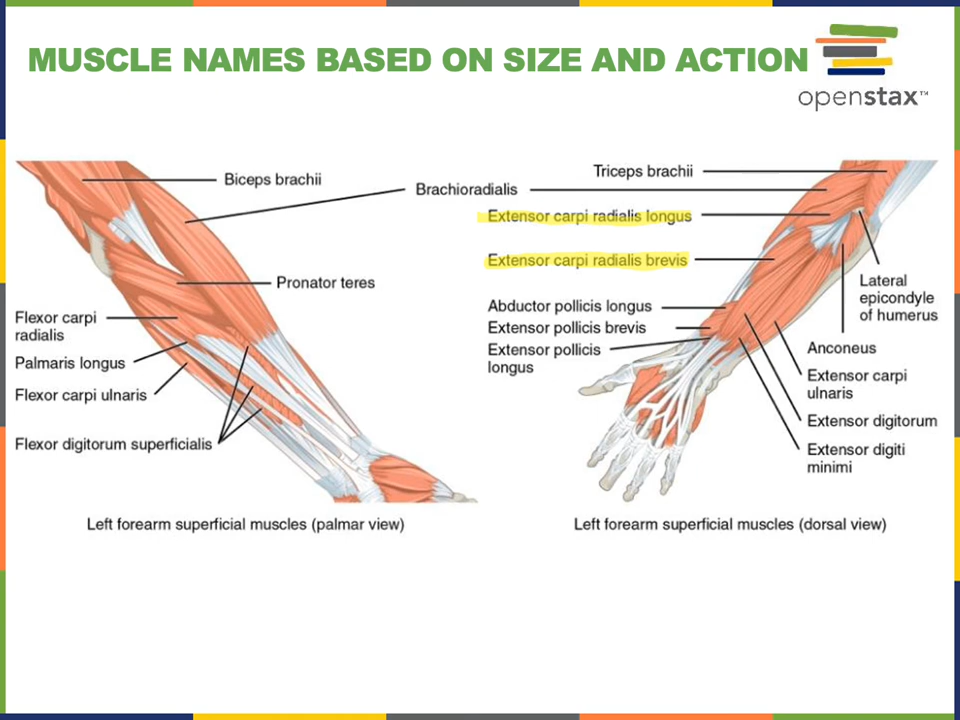 MUSCLE NAMES BASED ON SIZE AND ACTION
openstax™
Biceps brachii
Brachioradialis
Pronator teres
Flexor carpi
radialis
Palmaris longus
Flexor carpi ulnaris
Flexor digitorum superficialis
Left forearm superficial muscles (palmar view)
Triceps brachii
Extensor carpi radialis longus
Extensor carpi radialis brevis
Abductor pollicis longus
Extensor pollicis brevis
Extensor pollicis
longus
Lateral
epicondyle
of humerus
Anconeus
Extensor carpi
ulnaris
Extensor digitorum
Extensor digiti
minimi
Left forearm superficial muscles (dorsal view)